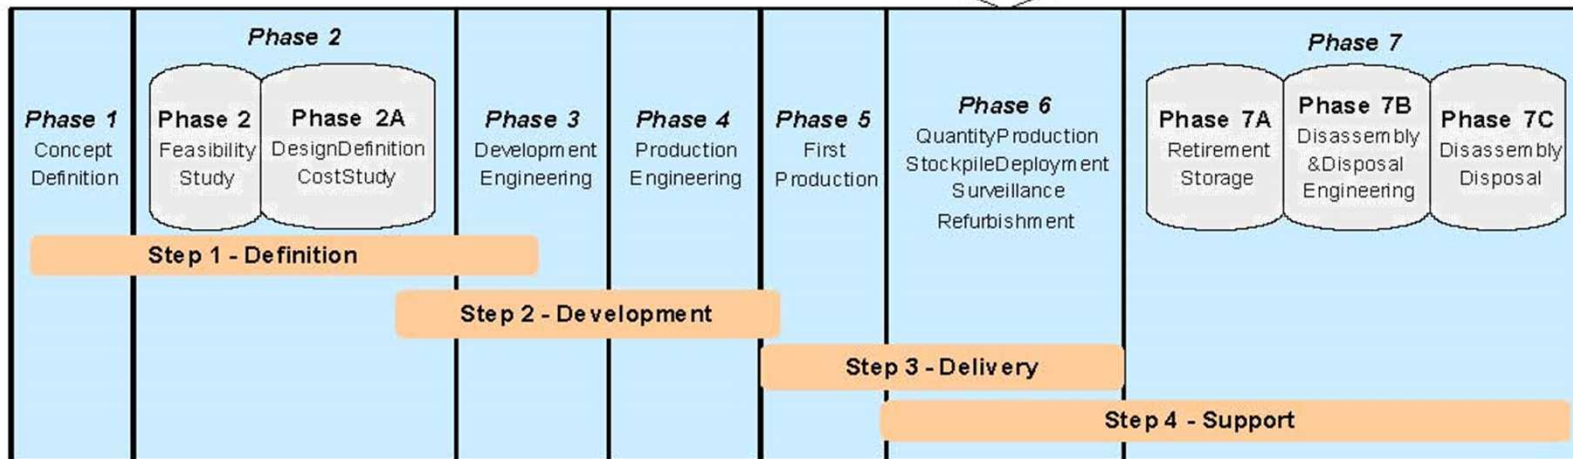 Phase 1
Concept
Definition
Phase 2
Phase 2
Feasibility
Study
Phase 2A
DesignDefinition
CostStudy
Phase 3
Development
Engineering
Phase 4
Production
Engineering
Phase 5
First
Production
Phase 6
QuantityProduction
StockpileDeployment
Surveillance
Refurbishment
Phase 7
Phase 7A
Retirement
Storage
Phase 7B
Disassembly
&Disposal
Engineering
Phase 7C
Disassembly
Disposal
Step 1 - Definition
Step 2 - Development
Step 3 - Delivery
Step 4 - Support